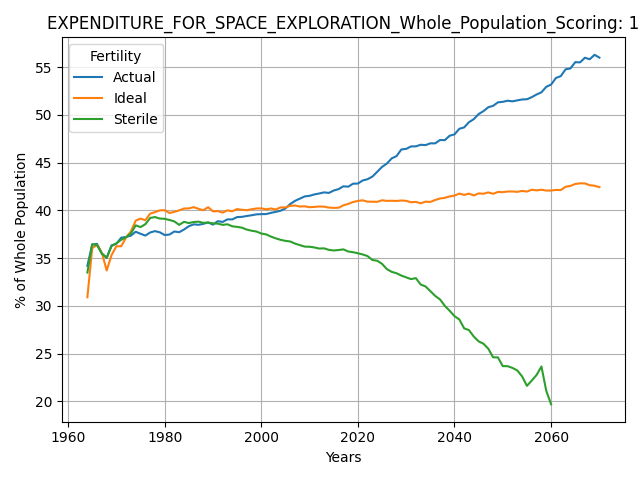 EXPENDITURE_FOR_SPACE_EXPLORATION_Whole_Population_Scoring: 1
Fertility
Actual
Ideal
Sterile
% of Whole Population
55
50
45
40
35
30
25
20
1960 1980 2000 2020 2040 2060
Years